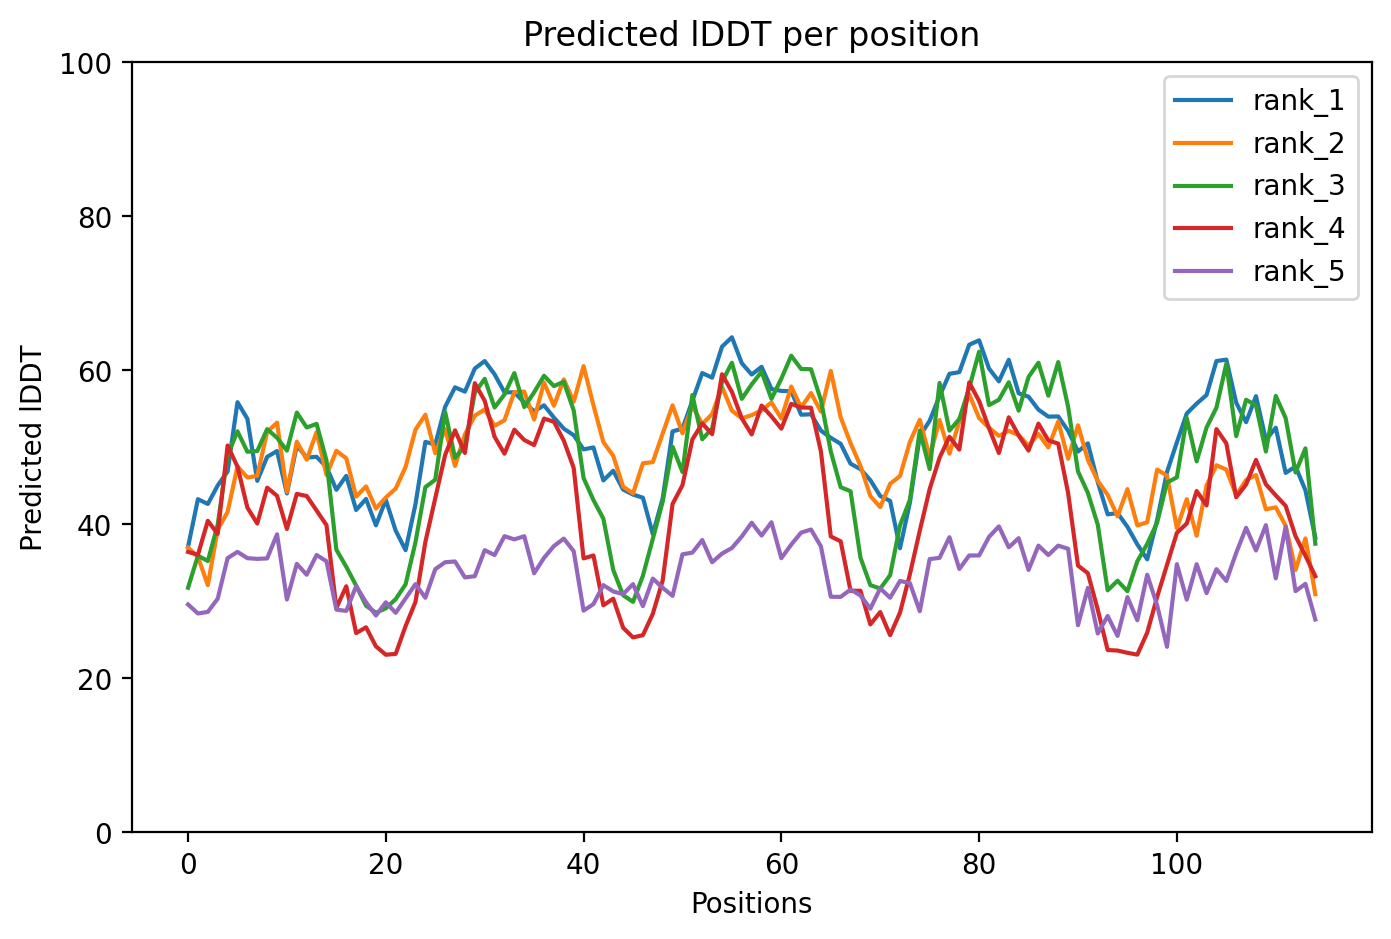 Predicted lDDT per position
100
80
60
40
20
0
Predicted lDDT
0 20 40 60 80 100
Positions
rank_1
rank_2
rank_3
rank_4
rank_5